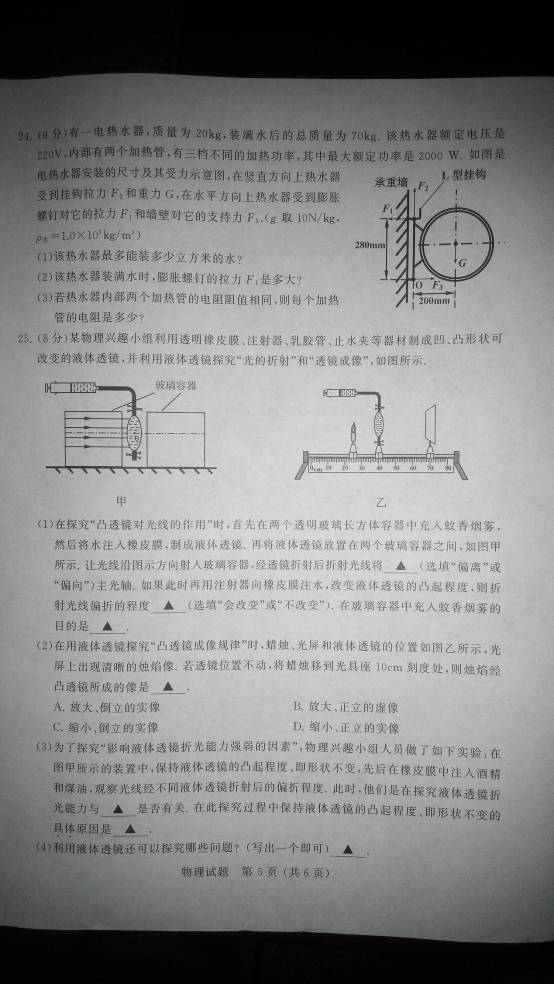 24. (6分)有一电热水器,质量为20kg,装满水后的总质量为70kg. 该热水器额定电压是
220V,内部有两个加热管,有三档不同的加热功率,其中最大额定功率是2000 W. 如图是
电热水器安装的尺寸及其受力示意图,在竖直方向上热水器
受到挂钩拉力F₂和重力G,在水平方向上热水器受到膨胀
螺钉对它的拉力F₁和墙壁对它的支持力F₃.(g取10N/kg,
ρ水=1.0×10³kg/m³)
(1)该热水器最多能装多少立方米的水?
(2)该热水器装满水时,膨胀螺钉的拉力F₁是多大?
(3)若热水器内部两个加热管的电阻阻值相同,则每个加热
管的电阻是多少?
承重墙
L型挂钩
F₂
F₁
280mm
G
O
F₃
200mm
25. (8分)某物理兴趣小组利用透明橡皮膜、注射器、乳胶管、止水夹等器材制成凹、凸形状可
改变的液体透镜,并利用液体透镜探究“光的折射”和“透镜成像”,如图所示.
玻璃容器
0cm 10 20 30 40 50 60 70 80
甲
乙
(1)在探究“凸透镜对光线的作用”时,首先在两个透明玻璃长方体容器中充入蚊香烟雾,
然后将水注入橡皮膜,制成液体透镜. 再将液体透镜放置在两个玻璃容器之间,如图甲
所示. 让光线沿图示方向射入玻璃容器,经透镜折射后折射光线将 ▲ (选填“偏离”或
“偏向”)主光轴. 如果此时再用注射器向橡皮膜注水,改变液体透镜的凸起程度,则折
射光线偏折的程度 ▲ (选填“会改变”或“不改变”). 在玻璃容器中充入蚊香烟雾的
目的是 ▲ .
(2)在用液体透镜探究“凸透镜成像规律”时,蜡烛、光屏和液体透镜的位置如图乙所示,光
屏上出现清晰的烛焰像. 若透镜位置不动,将蜡烛移到光具座10cm刻度处,则烛焰经
凸透镜所成的像是 ▲ .
A. 放大、倒立的实像 B. 放大、正立的虚像
C. 缩小、倒立的实像 D. 缩小、正立的实像
(3)为了探究“影响液体透镜折光能力强弱的因素”,物理兴趣小组人员做了如下实验:在
图甲所示的装置中,保持液体透镜的凸起程度、即形状不变,先后在橡皮膜中注入酒精
和煤油,观察光线经不同液体透镜折射后的偏折程度. 此时,他们是在探究液体透镜折
光能力与 ▲ 是否有关. 在此探究过程中保持液体透镜的凸起程度、即形状不变的
具体原因是 ▲ .
(4)利用液体透镜还可以探究哪些问题?(写出一个即可) ▲ .
物理试题 第5页(共6页)